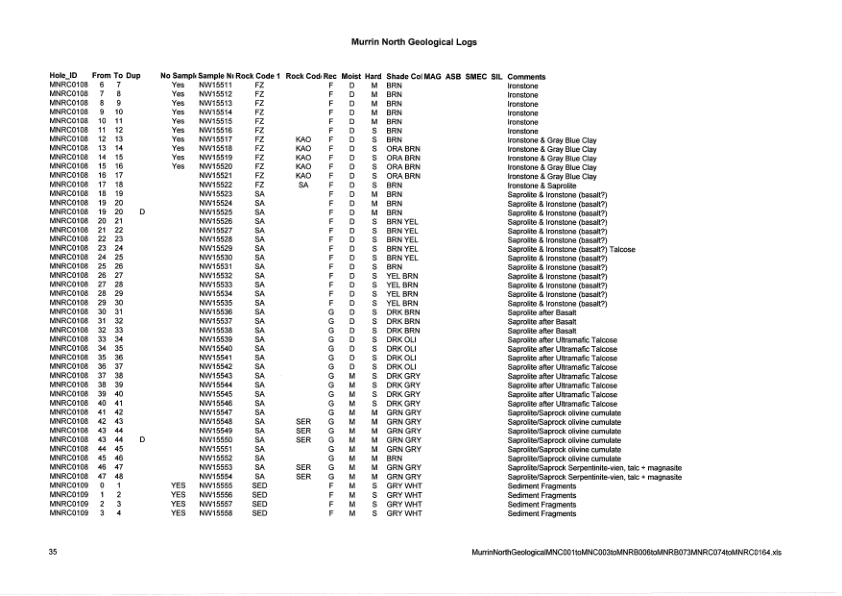 Murrin North Geological Logs
Hole_ID From To Dup No Sampl Sample N Rock Code 1 Rock Cod Rec Moist Hard Shade Col MAG ASB SMEC SIL Comments
MNRC0108 6 7 Yes NW15511 FZ F D M BRN Ironstone
MNRC0108 7 8 Yes NW15512 FZ F D M BRN Ironstone
MNRC0108 8 9 Yes NW15513 FZ F D M BRN Ironstone
MNRC0108 9 10 Yes NW15514 FZ F D M BRN Ironstone
MNRC0108 10 11 Yes NW15515 FZ F D M BRN Ironstone
MNRC0108 11 12 Yes NW15516 FZ F D S BRN Ironstone
MNRC0108 12 13 Yes NW15517 FZ KAO F D S BRN Ironstone & Gray Blue Clay
MNRC0108 13 14 Yes NW15518 FZ KAO F D S ORA BRN Ironstone & Gray Blue Clay
MNRC0108 14 15 Yes NW15519 FZ KAO F D S ORA BRN Ironstone & Gray Blue Clay
MNRC0108 15 16 Yes NW15520 FZ KAO F D S ORA BRN Ironstone & Gray Blue Clay
MNRC0108 16 17 NW15521 FZ KAO F D S ORA BRN Ironstone & Gray Blue Clay
MNRC0108 17 18 NW15522 FZ SA F D S BRN Ironstone & Saprolite
MNRC0108 18 19 NW15523 SA F D M BRN Saprolite & Ironstone (basalt?)
MNRC0108 19 20 NW15524 SA F D M BRN Saprolite & Ironstone (basalt?)
MNRC0108 19 20 D NW15525 SA F D M BRN Saprolite & Ironstone (basalt?)
MNRC0108 20 21 NW15526 SA F D S BRN YEL Saprolite & Ironstone (basalt?)
MNRC0108 21 22 NW15527 SA F D S BRN YEL Saprolite & Ironstone (basalt?)
MNRC0108 22 23 NW15528 SA F D S BRN YEL Saprolite & Ironstone (basalt?)
MNRC0108 23 24 NW15529 SA F D S BRN YEL Saprolite & Ironstone (basalt?) Talcose
MNRC0108 24 25 NW15530 SA F D S BRN YEL Saprolite & Ironstone (basalt?)
MNRC0108 25 26 NW15531 SA F D S BRN Saprolite & Ironstone (basalt?)
MNRC0108 26 27 NW15532 SA F D S YEL BRN Saprolite & Ironstone (basalt?)
MNRC0108 27 28 NW15533 SA F D S YEL BRN Saprolite & Ironstone (basalt?)
MNRC0108 28 29 NW15534 SA F D S YEL BRN Saprolite & Ironstone (basalt?)
MNRC0108 29 30 NW15535 SA F D S YEL BRN Saprolite & Ironstone (basalt?)
MNRC0108 30 31 NW15536 SA G D S DRK BRN Saprolite after Basalt
MNRC0108 31 32 NW15537 SA G D S DRK BRN Saprolite after Basalt
MNRC0108 32 33 NW15538 SA G D S DRK BRN Saprolite after Basalt
MNRC0108 33 34 NW15539 SA G D S DRK OLI Saprolite after Ultramafic Talcose
MNRC0108 34 35 NW15540 SA G D S DRK OLI Saprolite after Ultramafic Talcose
MNRC0108 35 36 NW15541 SA G D S DRK OLI Saprolite after Ultramafic Talcose
MNRC0108 36 37 NW15542 SA G D S DRK OLI Saprolite after Ultramafic Talcose
MNRC0108 37 38 NW15543 SA G M S DRK GRY Saprolite after Ultramafic Talcose
MNRC0108 38 39 NW15544 SA G M S DRK GRY Saprolite after Ultramafic Talcose
MNRC0108 39 40 NW15545 SA G M S DRK GRY Saprolite after Ultramafic Talcose
MNRC0108 40 41 NW15546 SA G M S DRK GRY Saprolite after Ultramafic Talcose
MNRC0108 41 42 NW15547 SA G M M GRN GRY Saprolite/Saprock olivine cumulate
MNRC0108 42 43 NW15548 SA SER G M M GRN GRY Saprolite/Saprock olivine cumulate
MNRC0108 43 44 NW15549 SA SER G M M GRN GRY Saprolite/Saprock olivine cumulate
MNRC0108 43 44 D NW15550 SA SER G M M GRN GRY Saprolite/Saprock olivine cumulate
MNRC0108 44 45 NW15551 SA G M M GRN GRY Saprolite/Saprock olivine cumulate
MNRC0108 45 46 NW15552 SA G M M BRN Saprolite/Saprock olivine cumulate
MNRC0108 46 47 NW15553 SA SER G M M GRN GRY Saprolite/Saprock Serpentinite-vien, talc + magnasite
MNRC0108 47 48 NW15554 SA SER G M M GRN GRY Saprolite/Saprock Serpentinite-vien, talc + magnasite
MNRC0109 0 1 YES NW15555 SED F M S GRY WHT Sediment Fragments
MNRC0109 1 2 YES NW15556 SED F M S GRY WHT Sediment Fragments
MNRC0109 2 3 YES NW15557 SED F M S GRY WHT Sediment Fragments
MNRC0109 3 4 YES NW15558 SED F M S GRY WHT Sediment Fragments
35 MurrinNorthGeologicalMNC001toMNC003toMNRB006toMNRB073MNRC074toMNRC0164.xls